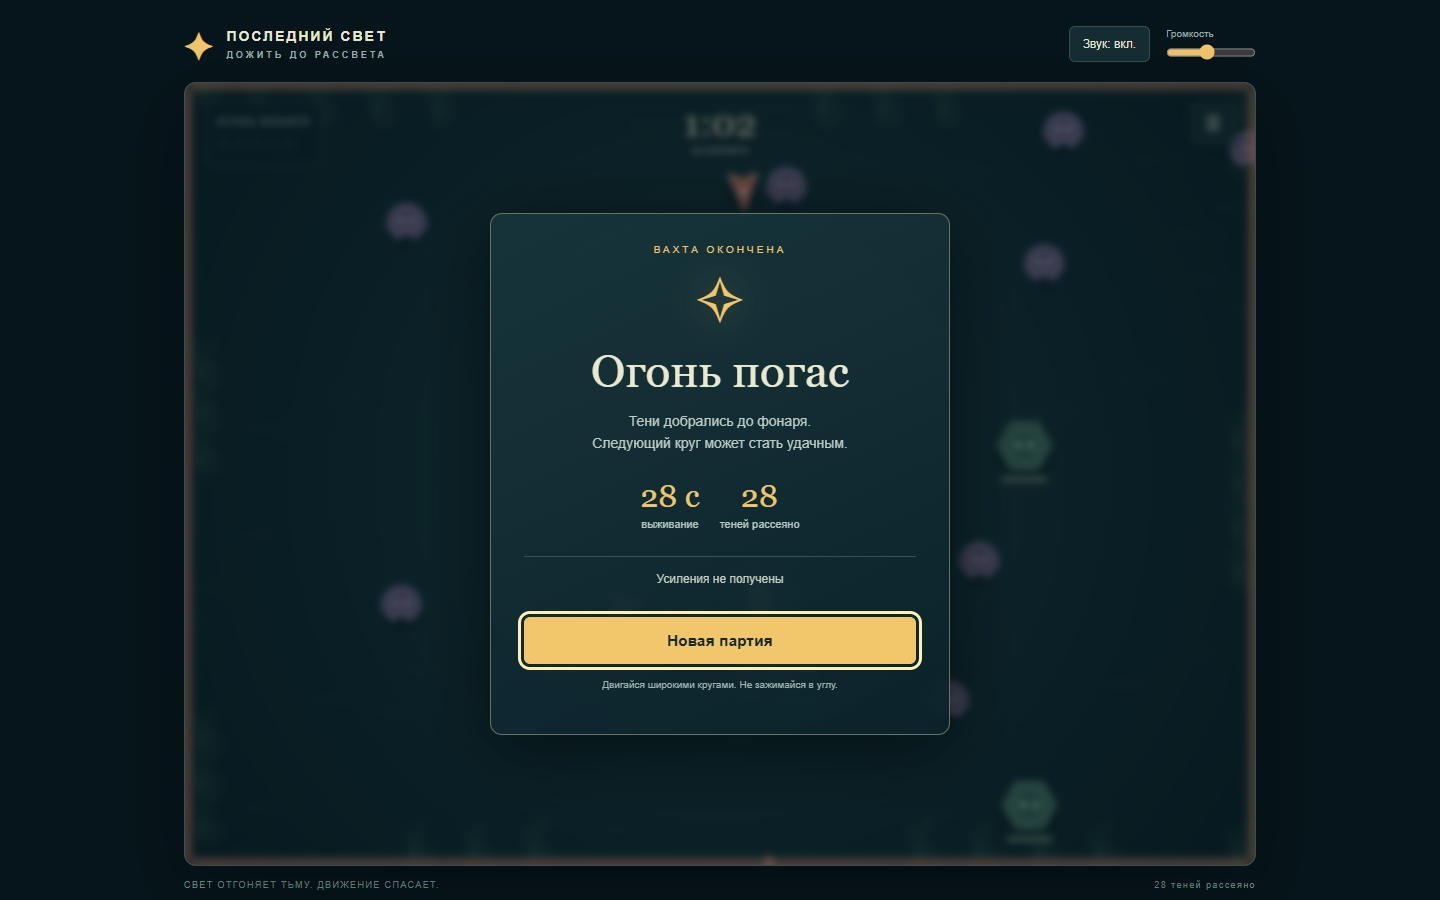 ПОСЛЕДНИЙ СВЕТ
ДОЖИТЬ ДО РАССВЕТА
Звук: вкл.
Громкость
1:02
ВАХТА ОКОНЧЕНА
Огонь погас
Тени добрались до фонаря.
Следующий круг может стать удачным.
28 с 28
выживание теней рассеяно
Усиления не получены
Новая партия
Двигайся широкими кругами. Не зажимайся в углу.
СВЕТ ОТГОНЯЕТ ТЬМУ. ДВИЖЕНИЕ СПАСАЕТ.
28 теней рассеяно